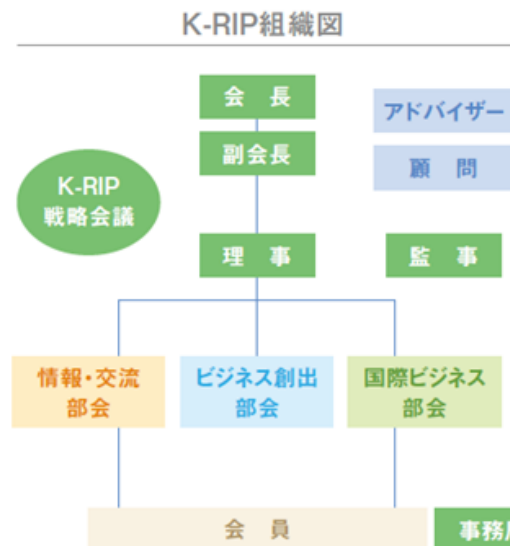 K-RIP組織図
会 長
アドバイザー
副会長
顧 問
K-RIP
戦略会議
理 事
監 事
情報・交流
部会
ビジネス創出
部会
国際ビジネス
部会
会 員
事務